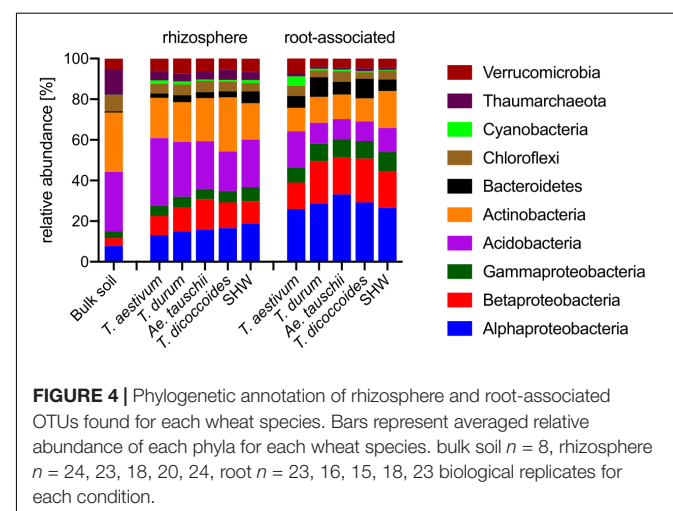 rhizosphere root-associated
100
80
60
40
20
0
relative abundance [%]
Bulk soil
T. aestivum
T. durum
Ae. tauschii
T. dicoccoides
SHW
T. aestivum
T. durum
Ae. tauschii
T. dicoccoides
SHW
Verrucomicrobia
Thaumarchaeota
Cyanobacteria
Chloroflexi
Bacteroidetes
Actinobacteria
Acidobacteria
Gammaproteobacteria
Betaproteobacteria
Alphaproteobacteria
FIGURE 4 | Phylogenetic annotation of rhizosphere and root-associated
OTUs found for each wheat species. Bars represent averaged relative
abundance of each phyla for each wheat species. bulk soil n = 8, rhizosphere
n = 24, 23, 18, 20, 24, root n = 23, 16, 15, 18, 23 biological replicates for
each condition.